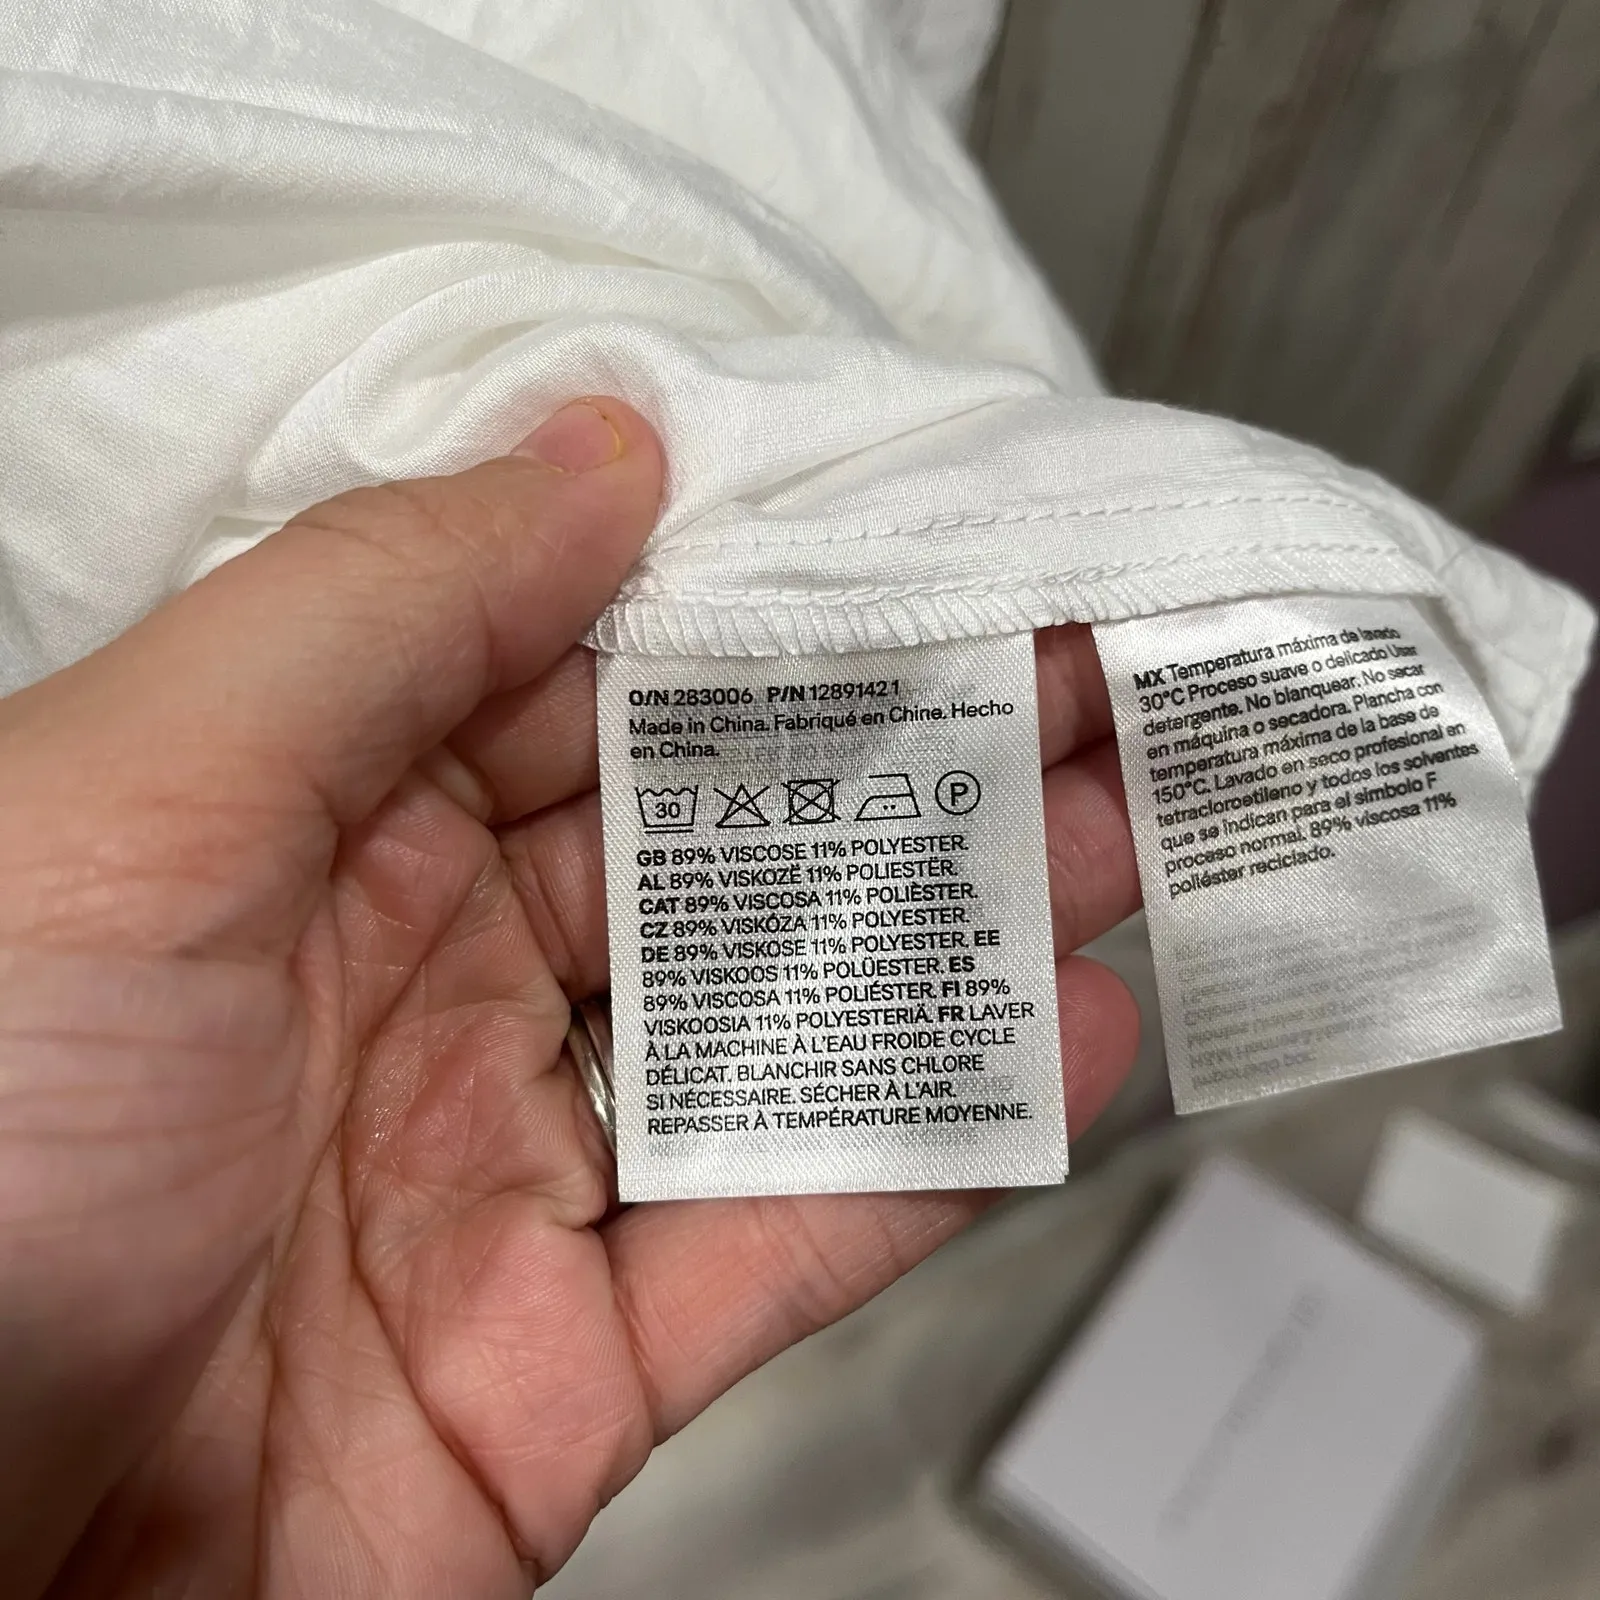 O/N 283006 P/N 12891421
Made in China. Fabriqué en Chine. Hecho
en China.
30
P
GB 89% VISCOSE 11% POLYESTER.
AL 89% VISKOZË 11% POLIESTËR.
CAT 89% VISCOSA 11% POLIÈSTER.
CZ 89% VISKÓZA 11% POLYESTER.
DE 89% VISKOSE 11% POLYESTER. EE
89% VISKOOS 11% POLÜESTER. ES
89% VISCOSA 11% POLIÉSTER. FI 89%
VISKOOSIA 11% POLYESTERIÄ. FR LAVER
À LA MACHINE À L'EAU FROIDE CYCLE
DÉLICAT. BLANCHIR SANS CHLORE
SI NÉCESSAIRE. SÉCHER À L'AIR.
REPASSER À TEMPÉRATURE MOYENNE.
MX Temperatura máxima de lavado
30°C Proceso suave o delicado Usar
detergente. No blanquear. No secar
en máquina o secadora. Plancha con
temperatura máxima de la base de
150°C. Lavado en seco profesional en
tetracloroetileno y todos los solventes
que se indican para el símbolo F
proceso normal. 89% viscosa 11%
poliéster reciclado.